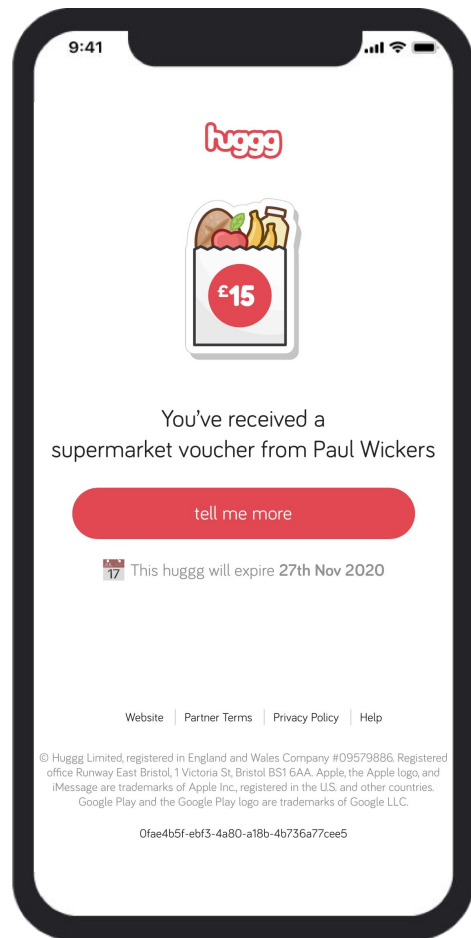 9:41
huggg
£15
You've received a
supermarket voucher from Paul Wickers
tell me more
17 This huggg will expire 27th Nov 2020
Website | Partner Terms | Privacy Policy | Help
© Huggg Limited, registered in England and Wales Company #09579886. Registered
office Runway East Bristol, 1 Victoria St, Bristol BS1 6AA. Apple, the Apple logo, and
iMessage are trademarks of Apple Inc., registered in the U.S. and other countries.
Google Play and the Google Play logo are trademarks of Google LLC.
0fae4b5f-ebf3-4a80-a18b-4b736a77cee5